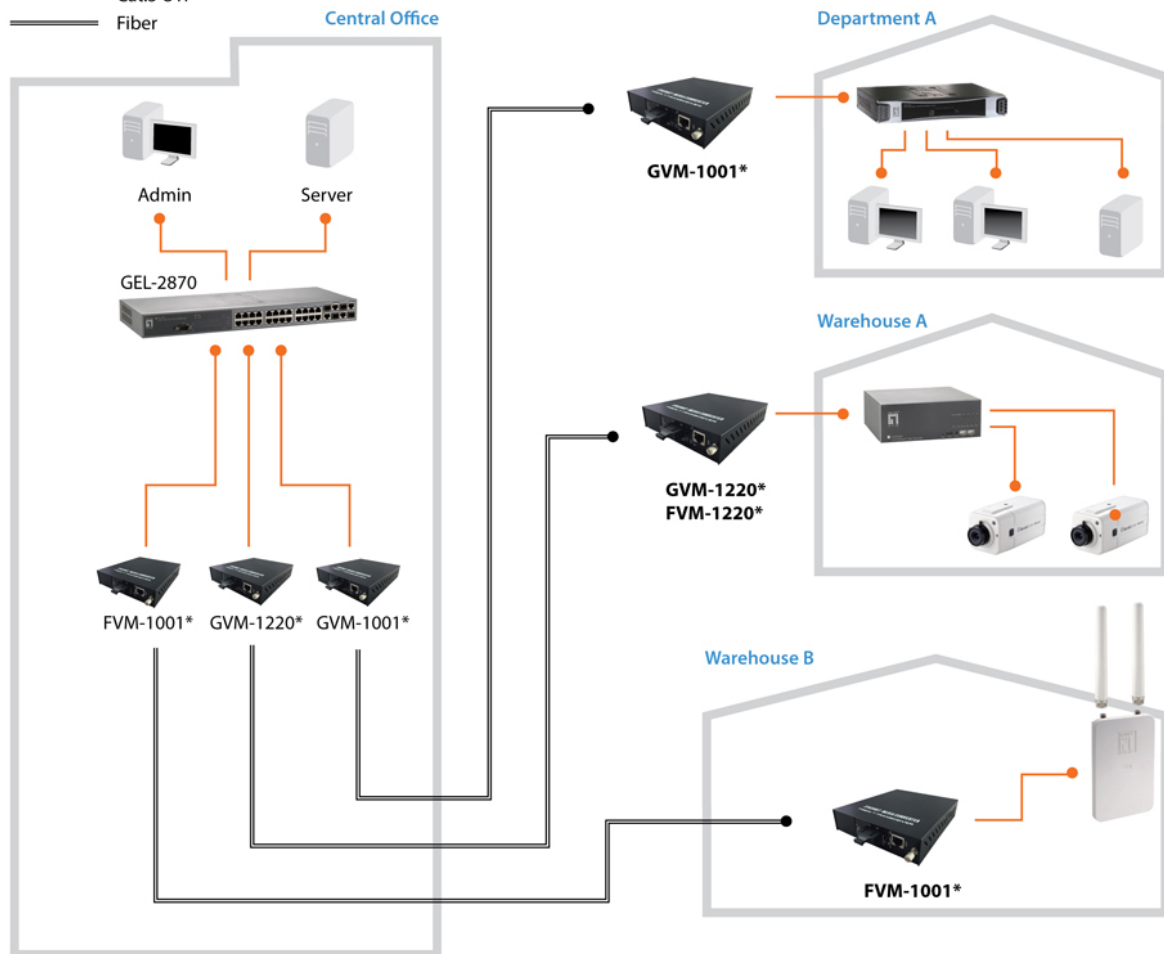 Fiber
Central Office
Department A
Admin
Server
GVM-1001*
GEL-2870
Warehouse A
GVM-1220*
FVM-1220*
FVM-1001*
GVM-1220*
GVM-1001*
Warehouse B
FVM-1001*